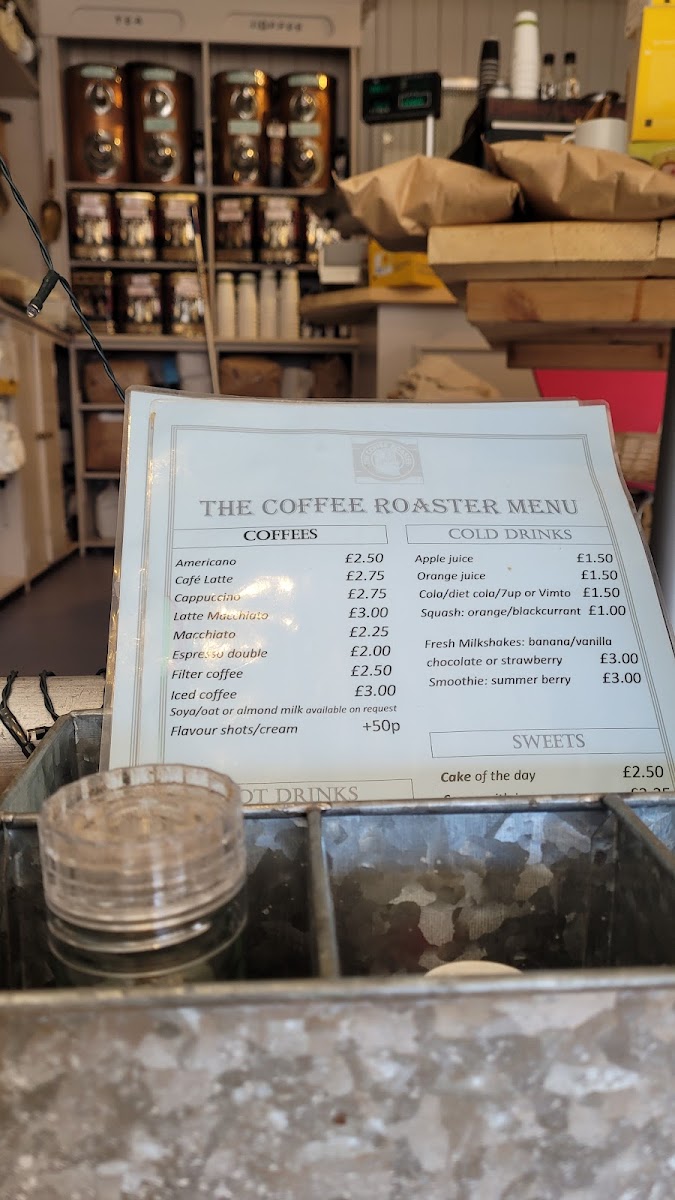 TEA
COFFEE
THE COFFEE ROASTER MENU
COFFEES
Americano £2.50
Café Latte £2.75
Cappuccino £2.75
Latte Macchiato £3.00
Macchiato £2.25
Espresso double £2.00
Filter coffee £2.50
Iced coffee £3.00
Soya/oat or almond milk available on request
Flavour shots/cream +50p
OT DRINKS
COLD DRINKS
Apple juice £1.50
Orange juice £1.50
Cola/diet cola/7up or Vimto £1.50
Squash: orange/blackcurrant £1.00
Fresh Milkshakes: banana/vanilla
chocolate or strawberry £3.00
Smoothie: summer berry £3.00
SWEETS
Cake of the day £2.50